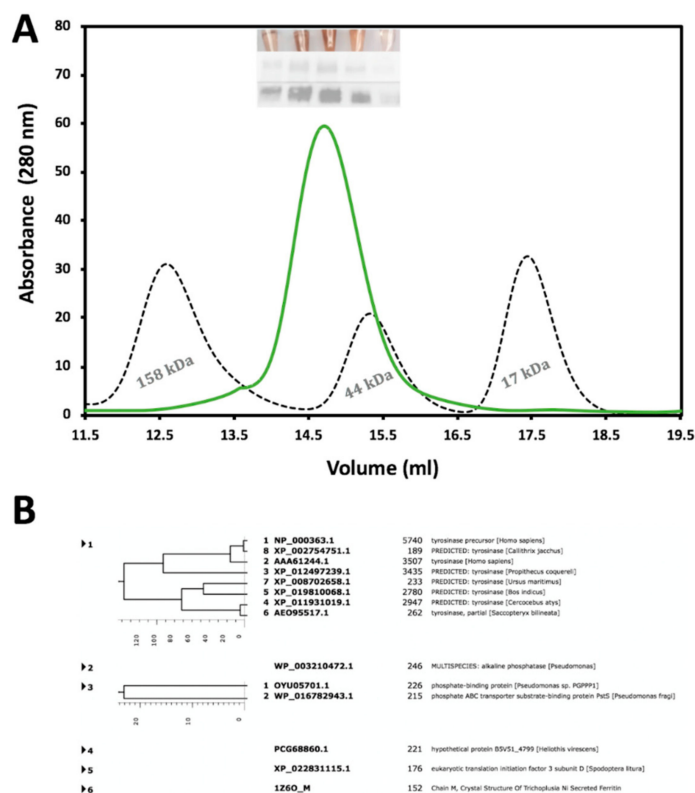 A
80
70
60
50
40
30
20
10
0
Absorbance (280 nm)
158 kDa
44 kDa
17 kDa
11.5 12.5 13.5 14.5 15.5 16.5 17.5 18.5 19.5
Volume (ml)
B
1
1 NP_000363.1 5740 tyrosinase precursor [Homo sapiens]
8 XP_002754751.1 189 PREDICTED: tyrosinase [Callithrix jacchus]
2 AAA61244.1 3507 tyrosinase [Homo sapiens]
3 XP_012497239.1 3435 PREDICTED: tyrosinase [Propithecus coquereli]
7 XP_008702658.1 233 PREDICTED: tyrosinase [Ursus maritimus]
5 XP_019810068.1 2780 PREDICTED: tyrosinase [Bos indicus]
4 XP_011931019.1 2947 PREDICTED: tyrosinase [Cercocebus atys]
6 AEO95517.1 262 tyrosinase, partial [Saccopteryx bilineata]
120 100 80 60 40 20 0
2 WP_003210472.1 246 MULTISPECIES: alkaline phosphatase [Pseudomonas]
3
1 OYU05701.1 226 phosphate-binding protein [Pseudomonas sp. PGPPP1]
2 WP_016782943.1 215 phosphate ABC transporter substrate-binding protein PstS [Pseudomonas fragi]
20 10 0
4 PCG68860.1 221 hypothetical protein B5V51_4799 [Heliothis virescens]
5 XP_022831115.1 176 eukaryotic translation initiation factor 3 subunit D [Spodoptera litura]
6 1Z6O_M 152 Chain M, Crystal Structure Of Trichoplusia Ni Secreted Ferritin